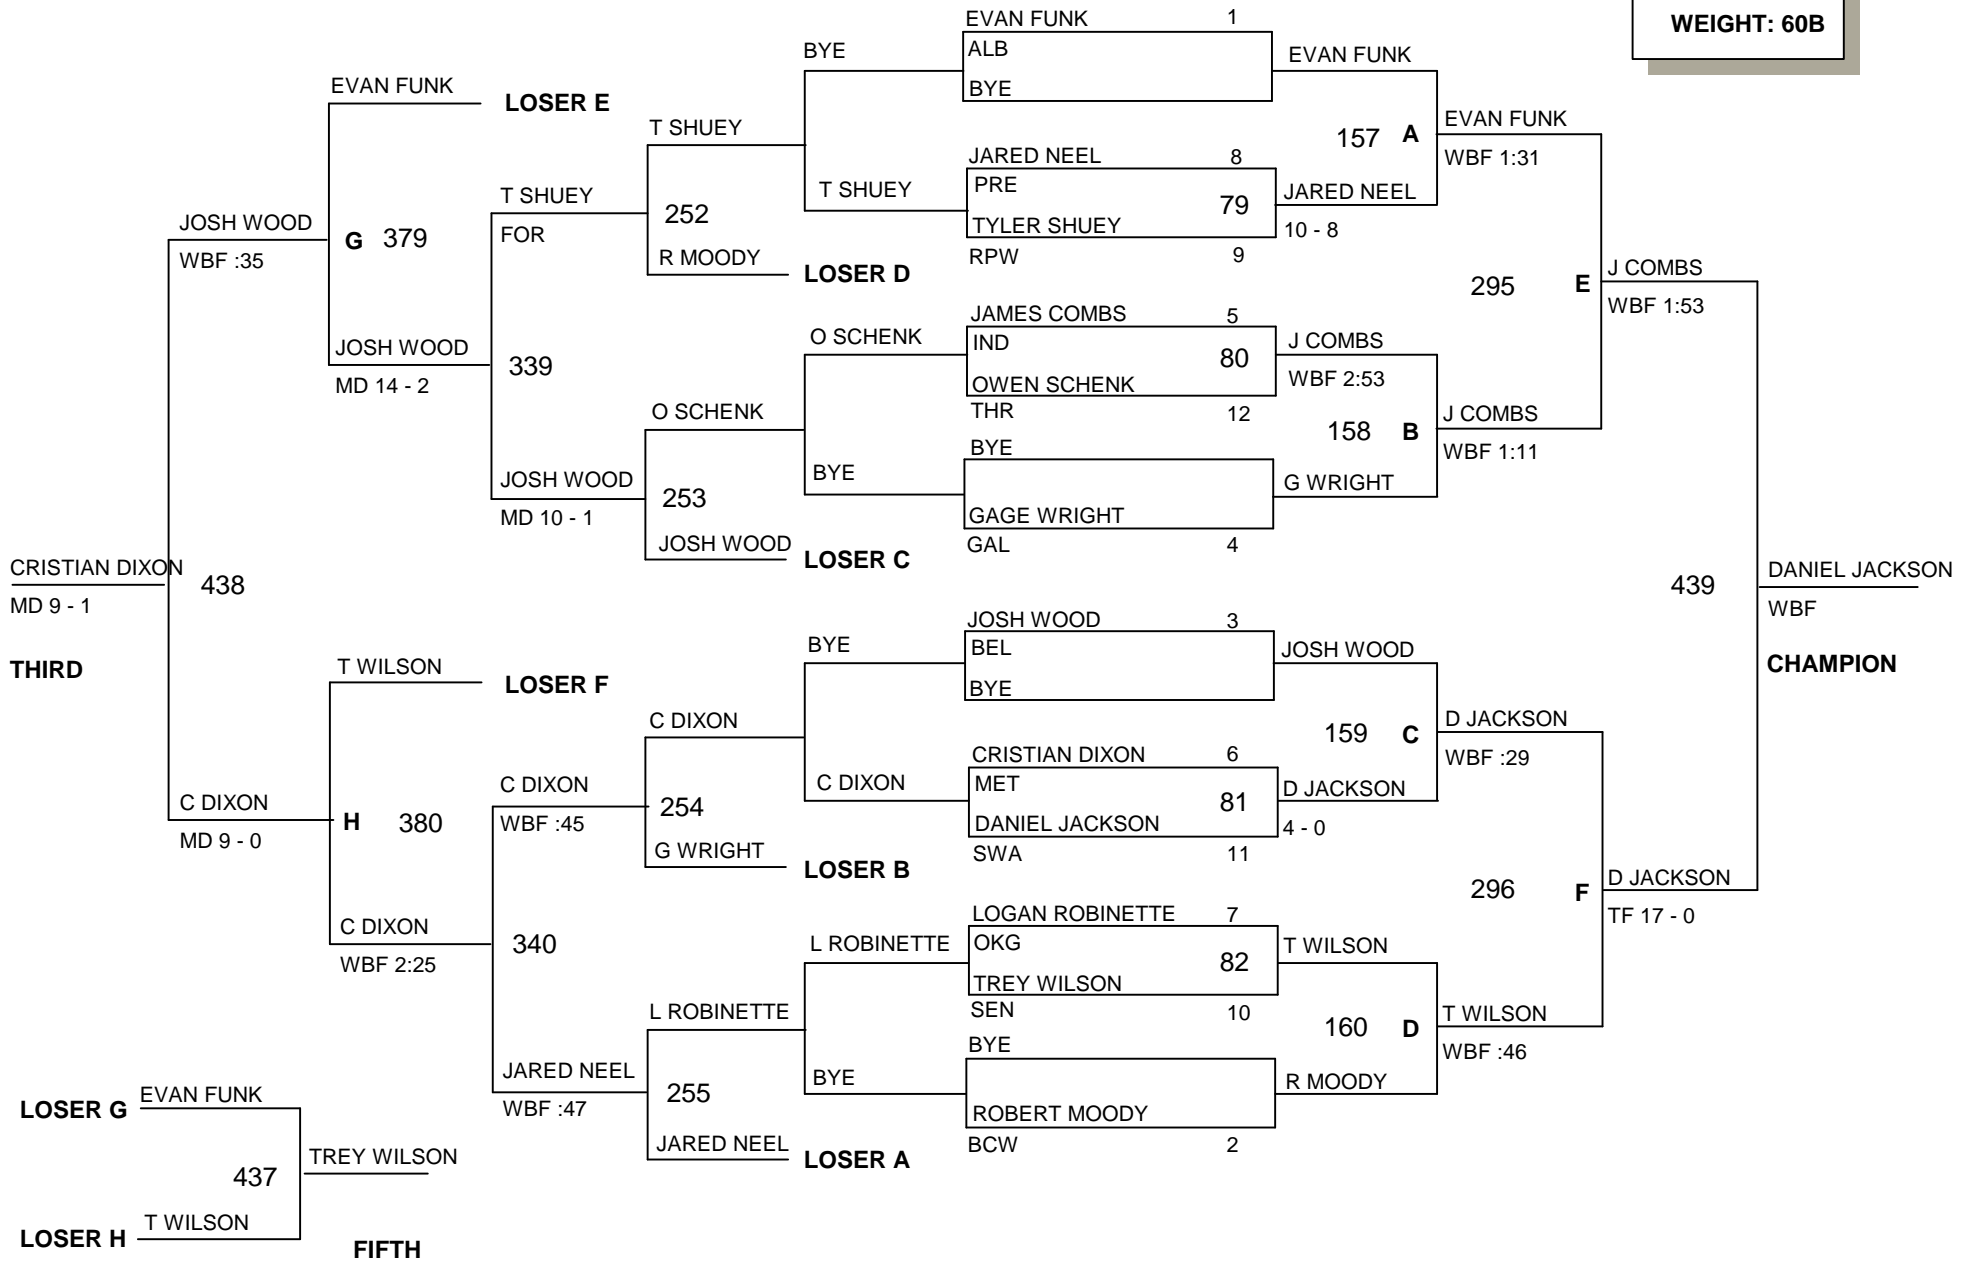 WEIGHT: 60B
EVAN FUNK 1
ALB
BYE
BYE
EVAN FUNK
JARED NEEL 8
PRE
79
TYLER SHUEY
RPW 9
T SHUEY
JARED NEEL
10 - 8
157 A
EVAN FUNK
WBF 1:31
JAMES COMBS 5
IND
80
OWEN SCHENK
THR 12
O SCHENK
J COMBS
WBF 2:53
BYE
GAGE WRIGHT
GAL 4
BYE
G WRIGHT
158 B
J COMBS
WBF 1:11
295 E
J COMBS
WBF 1:53
JOSH WOOD 3
BEL
BYE
BYE
JOSH WOOD
CRISTIAN DIXON 6
MET
81
DANIEL JACKSON
SWA 11
C DIXON
D JACKSON
4 - 0
159 C
D JACKSON
WBF :29
LOGAN ROBINETTE 7
OKG
82
TREY WILSON
SEN 10
L ROBINETTE
T WILSON
BYE
ROBERT MOODY
BCW 2
BYE
R MOODY
160 D
T WILSON
WBF :46
296 F
D JACKSON
TF 17 - 0
439
DANIEL JACKSON
WBF
CHAMPION
T SHUEY
252
R MOODY
LOSER D
T SHUEY
FOR
O SCHENK
253
JOSH WOOD
LOSER C
JOSH WOOD
MD 10 - 1
339
EVAN FUNK
LOSER E
G 379
JOSH WOOD
MD 14 - 2
JOSH WOOD
WBF :35
C DIXON
254
G WRIGHT
LOSER B
C DIXON
WBF :45
L ROBINETTE
255
JARED NEEL
LOSER A
JARED NEEL
WBF :47
340
T WILSON
LOSER F
H 380
C DIXON
WBF 2:25
C DIXON
MD 9 - 0
438
CRISTIAN DIXON
MD 9 - 1
THIRD
LOSER G
EVAN FUNK
437
LOSER H
T WILSON
TREY WILSON
FIFTH